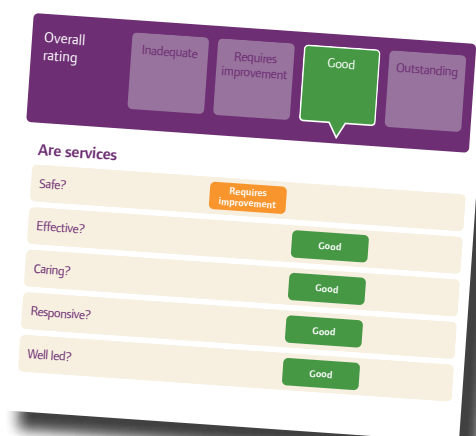 Overall
rating
Inadequate
Requires
improvement
Good
Outstanding
Are services
Safe?
Requires
improvement
Effective?
Good
Caring?
Good
Responsive?
Good
Well led?
Good